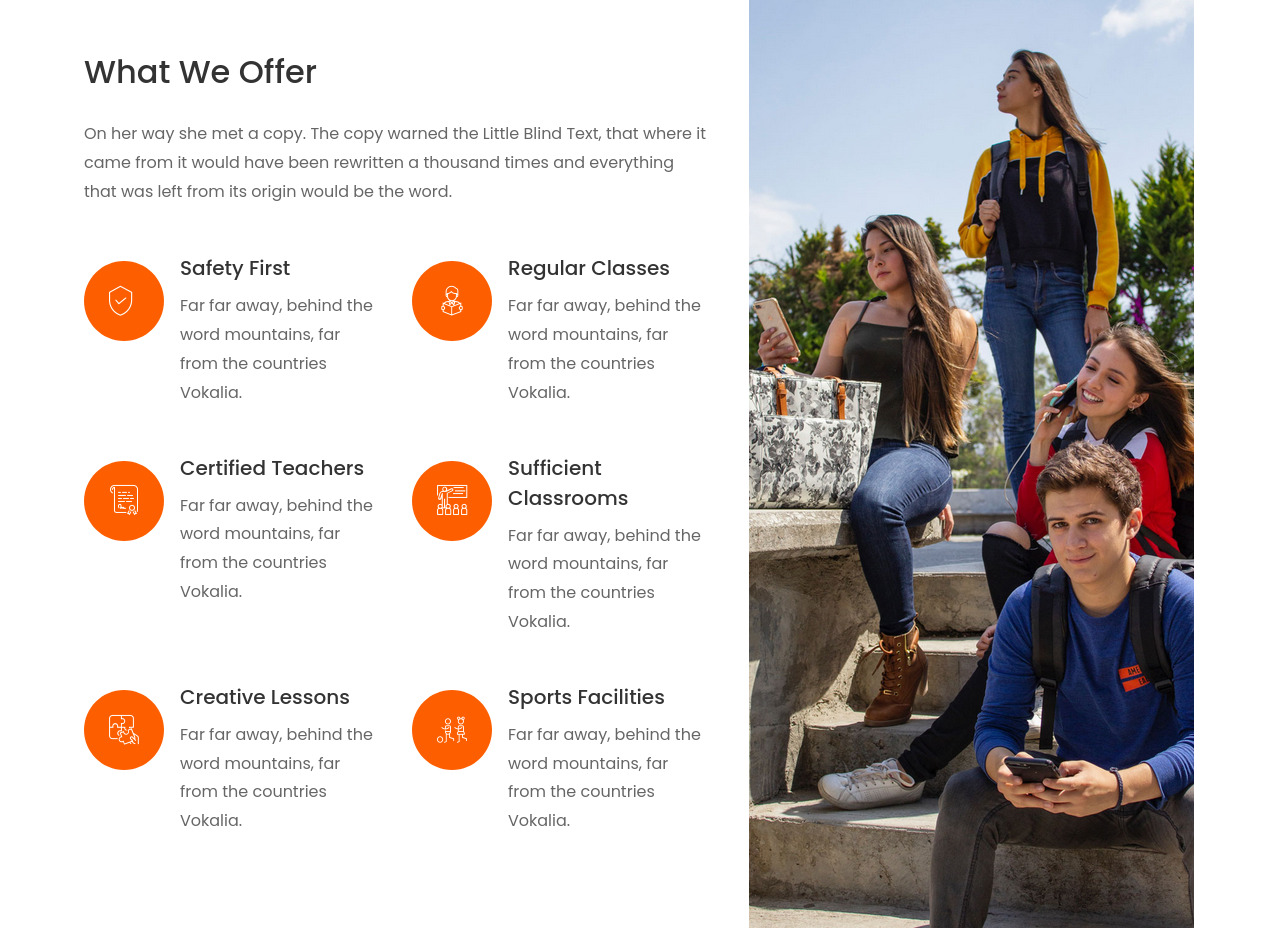 What We Offer
On her way she met a copy. The copy warned the Little Blind Text, that where it
came from it would have been rewritten a thousand times and everything
that was left from its origin would be the word.
Safety First
Far far away, behind the
word mountains, far
from the countries
Vokalia.
Regular Classes
Far far away, behind the
word mountains, far
from the countries
Vokalia.
Certified Teachers
Far far away, behind the
word mountains, far
from the countries
Vokalia.
Sufficient
Classrooms
Far far away, behind the
word mountains, far
from the countries
Vokalia.
Creative Lessons
Far far away, behind the
word mountains, far
from the countries
Vokalia.
Sports Facilities
Far far away, behind the
word mountains, far
from the countries
Vokalia.